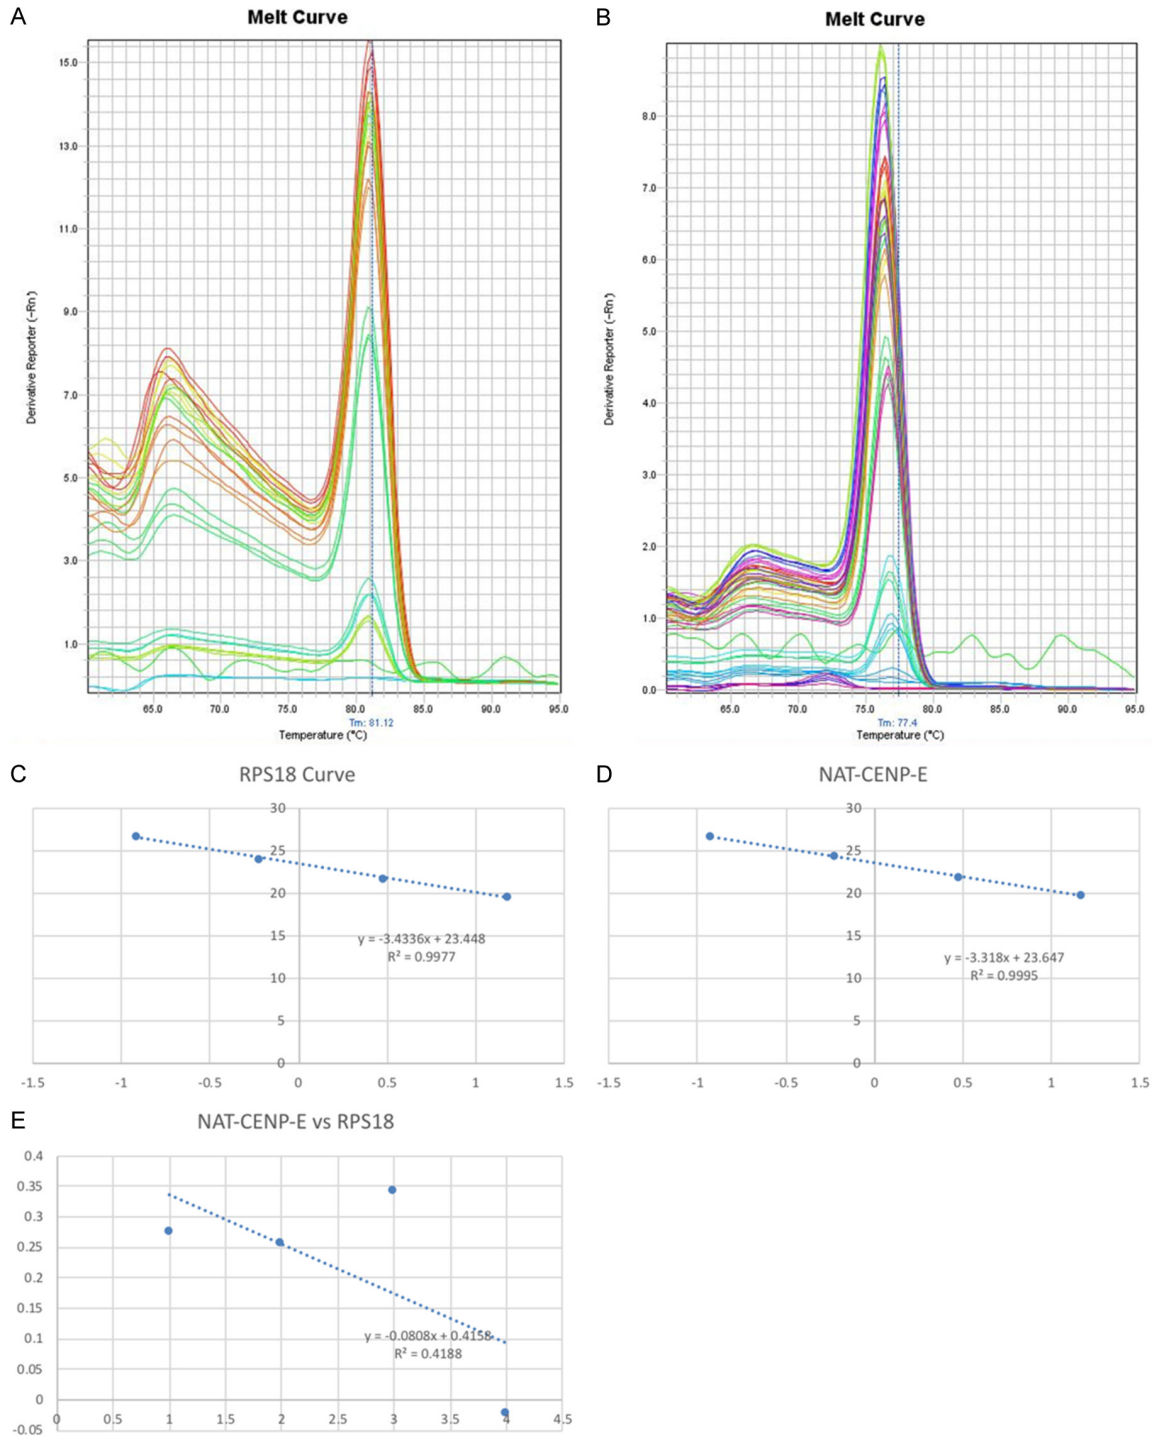 A
Melt Curve
15.0
13.0
11.0
9.0
7.0
5.0
3.0
1.0
Derivative Reporter (-Rn')
65.0 70.0 75.0 80.0 85.0 90.0 95.0
Tm: 81.12
Temperature (°C)
B
Melt Curve
8.0
7.0
6.0
5.0
4.0
3.0
2.0
1.0
0.0
Derivative Reporter (-Rn')
65.0 70.0 75.0 80.0 85.0 90.0 95.0
Tm: 77.4
Temperature (°C)
C
RPS18 Curve
30
25
20
15
10
5
0
y = -3.4336x + 23.448
R² = 0.9977
-1.5 -1 -0.5 0 0.5 1 1.5
D
NAT-CENP-E
30
25
20
15
10
5
0
y = -3.318x + 23.647
R² = 0.9995
-1.5 -1 -0.5 0 0.5 1 1.5
E
NAT-CENP-E vs RPS18
0.4
0.35
0.3
0.25
0.2
0.15
0.1
0.05
0
-0.05
y = -0.0808x + 0.4158
R² = 0.4188
0 0.5 1 1.5 2 2.5 3 3.5 4 4.5